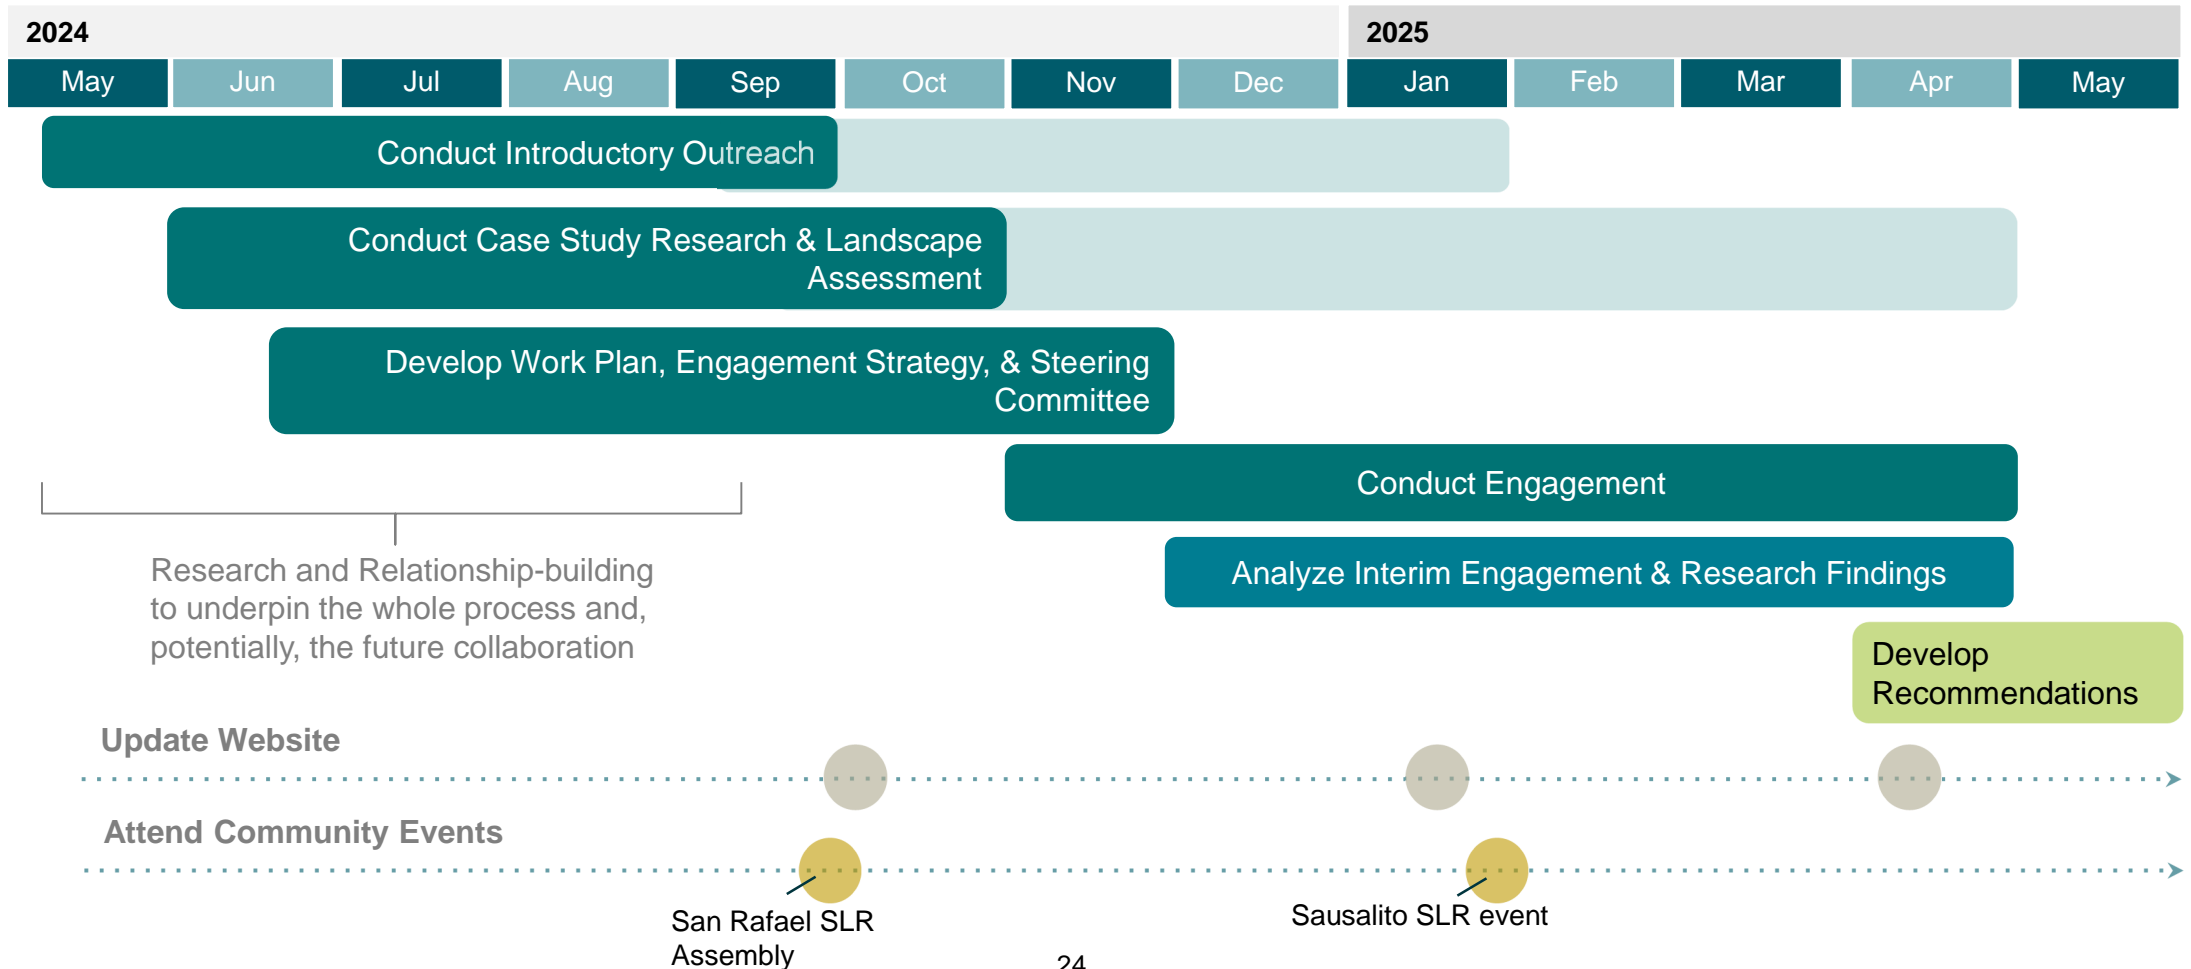 2024
2025
May
Jun
Jul
Aug
Sep
Oct
Nov
Dec
Jan
Feb
Mar
Apr
May
Conduct Introductory Outreach
Conduct Case Study Research & Landscape
Assessment
Develop Work Plan, Engagement Strategy, & Steering
Committee
Conduct Engagement
Analyze Interim Engagement & Research Findings
Research and Relationship-building
to underpin the whole process and,
potentially, the future collaboration
Develop
Recommendations
Update Website
Attend Community Events
San Rafael SLR
Assembly
Sausalito SLR event
24